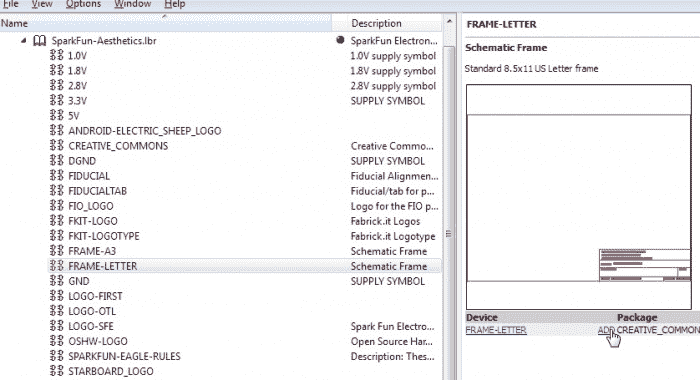 File View Options Window Help
Name Description
SparkFun-Aesthetics.lbr SparkFun Electron...
1.0V 1.0V supply symbol
1.8V 1.8V supply symbol
2.8V 2.8V supply symbol
3.3V SUPPLY SYMBOL
5V
ANDROID-ELECTRIC_SHEEP_LOGO
CREATIVE_COMMONS Creative Commo...
DGND SUPPLY SYMBOL
FIDUCIAL Fiducial Alignmen...
FIDUCIALTAB Fiducial/tab for p...
FIO_LOGO Logo for the FIO p...
FKIT-LOGO Fabrick.it Logos
FKIT-LOGOTYPE Fabrick.it Logotype
FRAME-A3 Schematic Frame
FRAME-LETTER Schematic Frame
GND SUPPLY SYMBOL
LOGO-FIRST
LOGO-OTL
LOGO-SFE Spark Fun Electro...
OSHW-LOGO Open Source Har...
SPARKFUN-EAGLE-RULES Description: Thes...
STARBOARD_LOGO
FRAME-LETTER
Schematic Frame
Standard 8.5x11 US Letter frame
Device Package
FRAME-LETTER ADD CREATIVE_COMMON